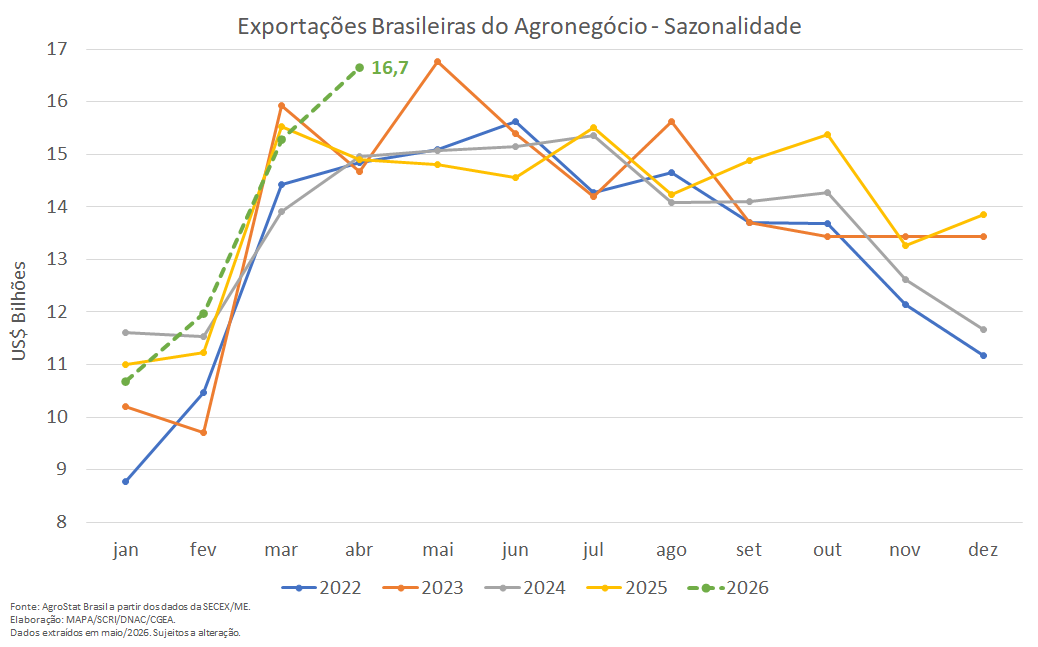 Exportações Brasileiras do Agronegócio - Sazonalidade
17
16,7
16
15
14
13
12
11
10
9
8
US$ Bilhões
jan fev mar abr mai jun jul ago set out nov dez
2022 2023 2024 2025 2026
Fonte: AgroStat Brasil a partir dos dados da SECEX/ME.
Elaboração: MAPA/SCRI/DNAC/CGEA.
Dados extraídos em maio/2026. Sujeitos a alteração.